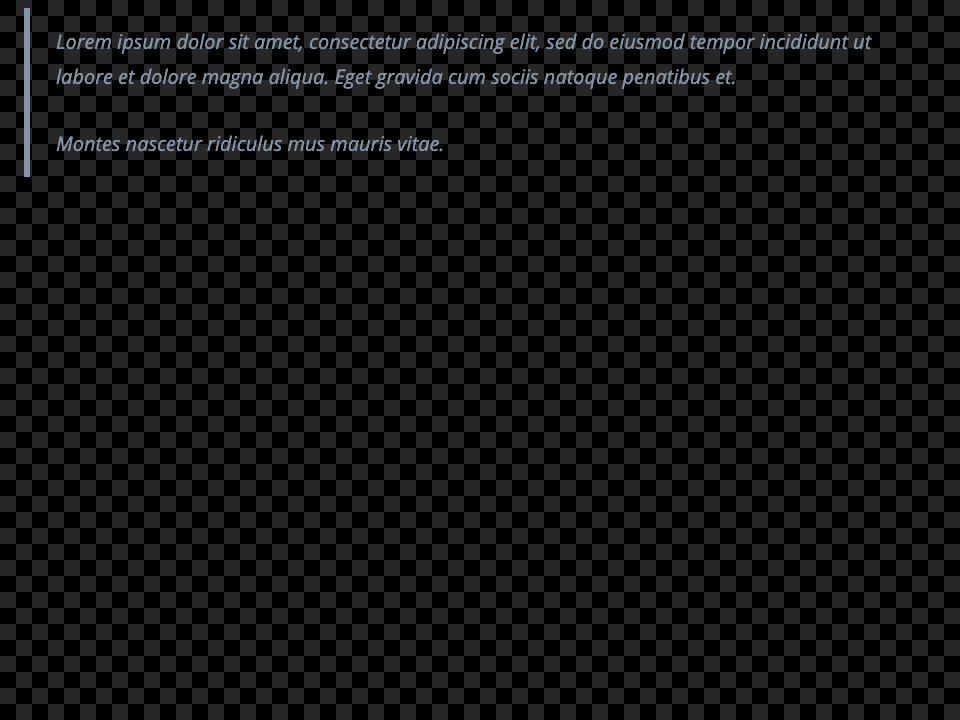 Lorem ipsum dolor sit amet, consectetur adipiscing elit, sed do eiusmod tempor incididunt ut
labore et dolore magna aliqua. Eget gravida cum sociis natoque penatibus et.
Montes nascetur ridiculus mus mauris vitae.